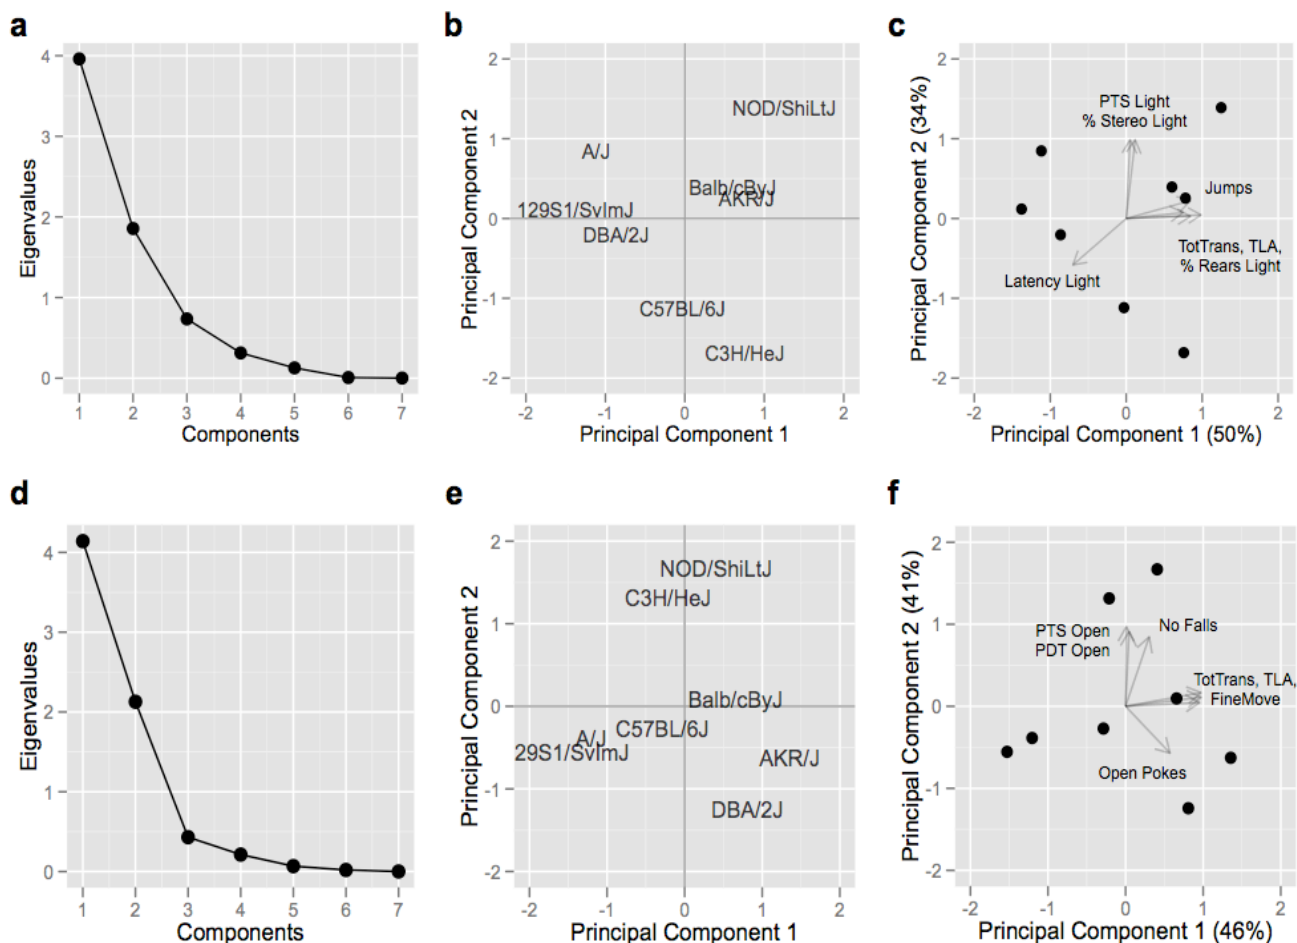 a
4
3
2
1
0
Eigenvalues
1 2 3 4 5 6 7
Components
b
2
1
0
-1
-2
Principal Component 2
NOD/ShiLtJ
A/J
Balb/cByJ
AKR/J
129S1/SvImJ
DBA/2J
C57BL/6J
C3H/HeJ
-2 -1 0 1 2
Principal Component 1
c
2
1
0
-1
-2
Principal Component 2 (34%)
PTS Light
% Stereo Light
Jumps
TotTrans, TLA,
% Rears Light
Latency Light
-2 -1 0 1 2
Principal Component 1 (50%)
d
4
3
2
1
0
Eigenvalues
1 2 3 4 5 6 7
Components
e
2
1
0
-1
-2
Principal Component 2
NOD/ShiLtJ
C3H/HeJ
Balb/cByJ
C57BL/6J
A/J
29S1/SvImJ
AKR/J
DBA/2J
-2 -1 0 1 2
Principal Component 1
f
2
1
0
-1
-2
Principal Component 2 (41%)
PTS Open
PDT Open
No Falls
TotTrans, TLA,
FineMove
Open Pokes
-2 -1 0 1 2
Principal Component 1 (46%)